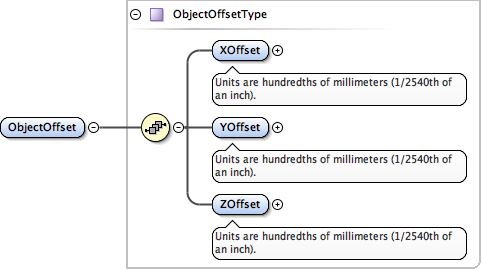 ObjectOffsetType
XOffset
Units are hundredths of millimeters (1/2540th of
an inch).
ObjectOffset
YOffset
Units are hundredths of millimeters (1/2540th of
an inch).
ZOffset
Units are hundredths of millimeters (1/2540th of
an inch).